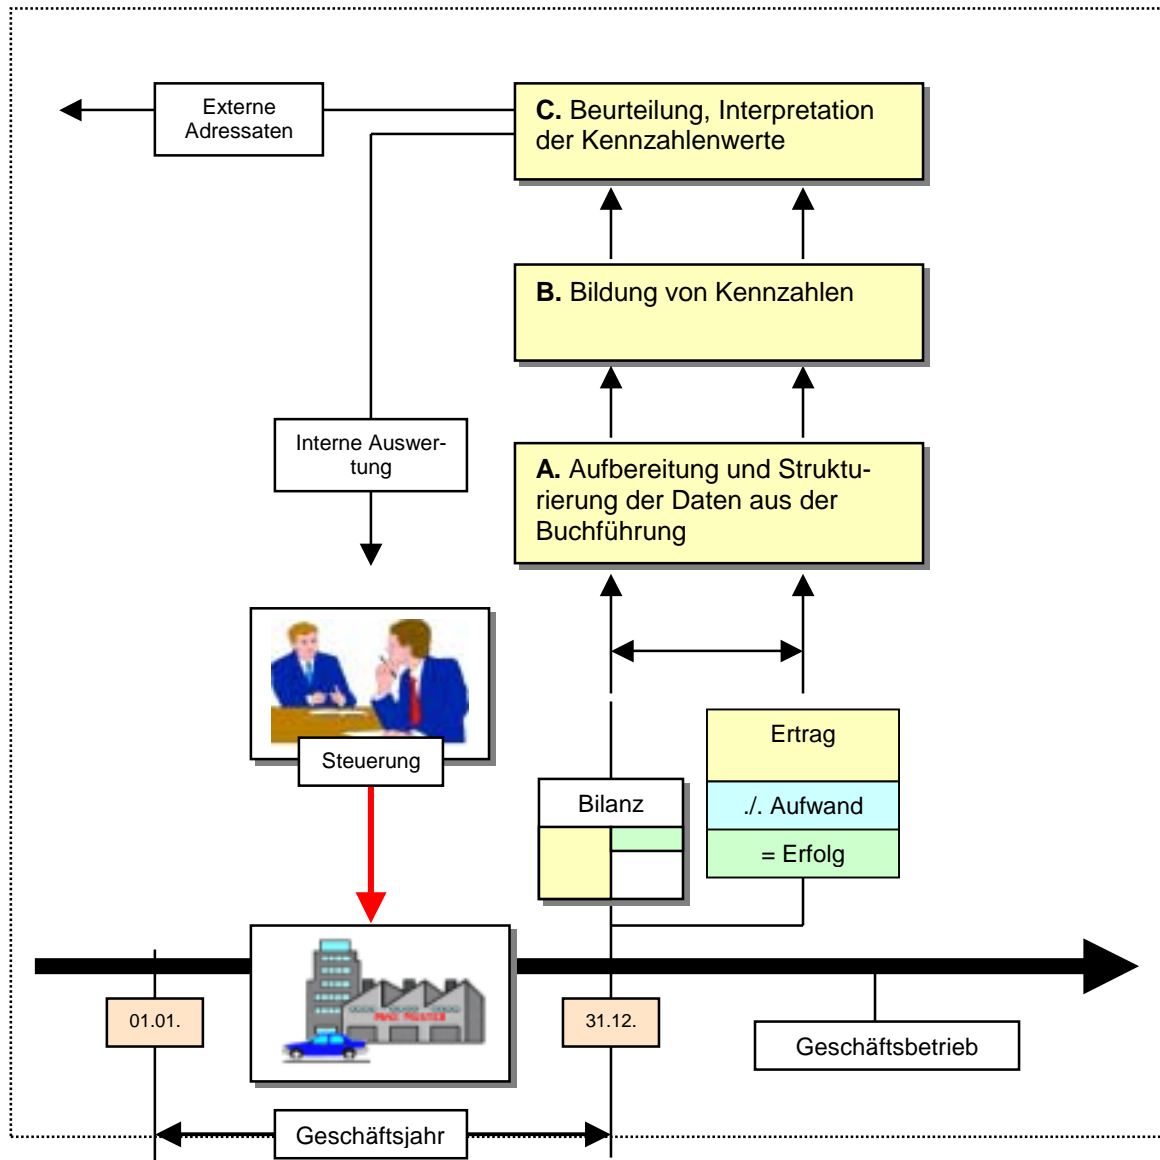 Externe
Adressaten
C. Beurteilung, Interpretation
der Kennzahlenwerte
B. Bildung von Kennzahlen
Interne Auswer-
tung
A. Aufbereitung und Struktu-
rierung der Daten aus der
Buchführung
Steuerung
Bilanz
Ertrag
./. Aufwand
= Erfolg
01.01.
31.12.
Geschäftsbetrieb
Geschäftsjahr